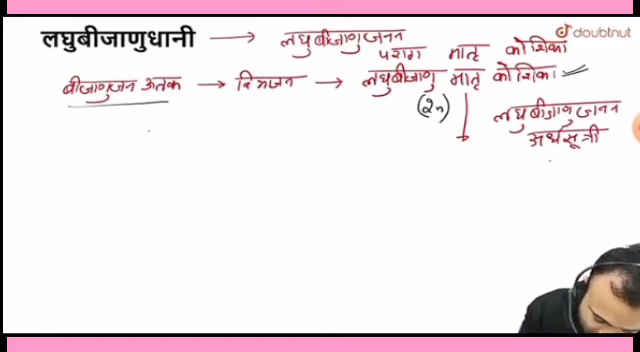 doubtnut
लघुबीजाणुधानी → लघुबीजाणुजनन
पराग मातृ कोशिका
बीजाणुजन ऊतक → विभाजन → लघुबीजाणु मातृ कोशिका
(2n)
लघुबीजाणुजनन
अर्धसूत्री